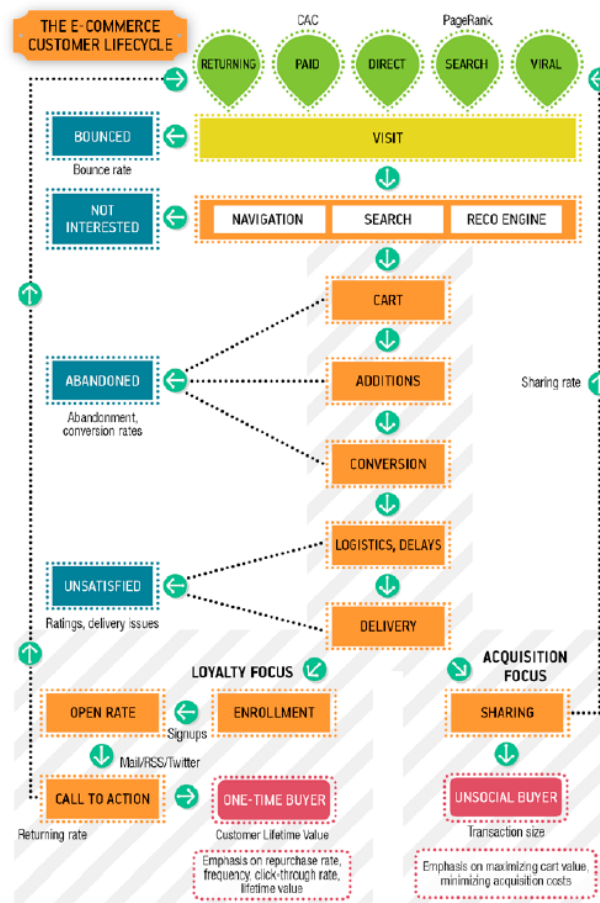 THE E-COMMERCE
CUSTOMER LIFECYCLE
CAC
PageRank
RETURNING
PAID
DIRECT
SEARCH
VIRAL
BOUNCED
VISIT
Bounce rate
NOT
INTERESTED
NAVIGATION
SEARCH
RECO ENGINE
CART
ABANDONED
ADDITIONS
Sharing rate
Abandonment,
conversion rates
CONVERSION
LOGISTICS, DELAYS
UNSATISFIED
Ratings, delivery issues
DELIVERY
LOYALTY FOCUS
ACQUISITION
FOCUS
OPEN RATE
ENROLLMENT
SHARING
Signups
Mail/RSS/Twitter
CALL TO ACTION
ONE-TIME BUYER
UNSOCIAL BUYER
Returning rate
Customer Lifetime Value
Transaction size
Emphasis on repurchase rate,
frequency, click-through rate,
lifetime value
Emphasis on maximizing cart value,
minimizing acquisition costs